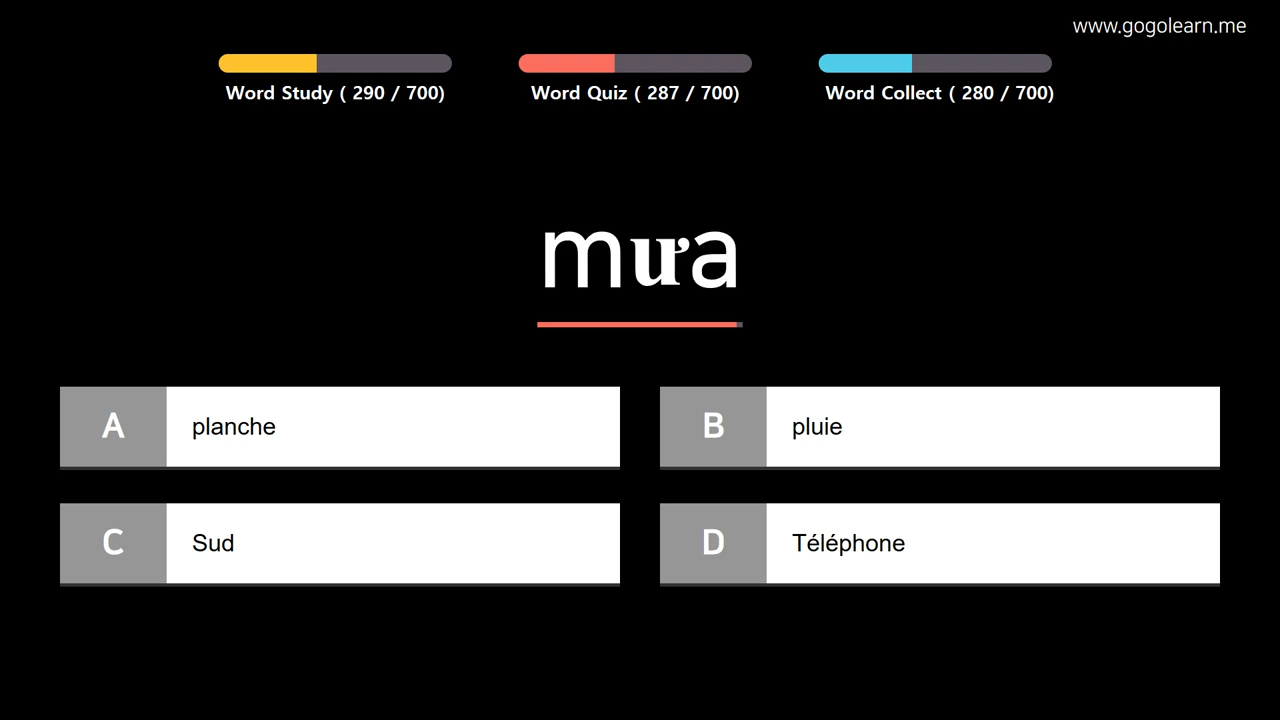 www.gogolearn.me
Word Study ( 290 / 700)
Word Quiz ( 287 / 700)
Word Collect ( 280 / 700)
mưa
A planche
B pluie
C Sud
D Téléphone